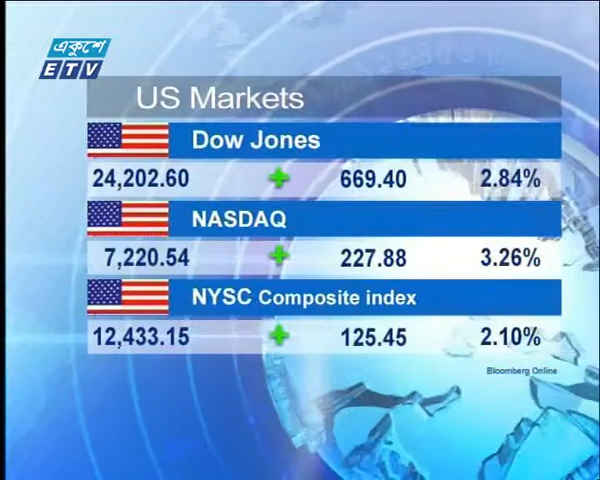 একুশে
ETV
US Markets
Dow Jones
24,202.60 + 669.40 2.84%
NASDAQ
7,220.54 + 227.88 3.26%
NYSC Composite index
12,433.15 + 125.45 2.10%
Bloomberg Online